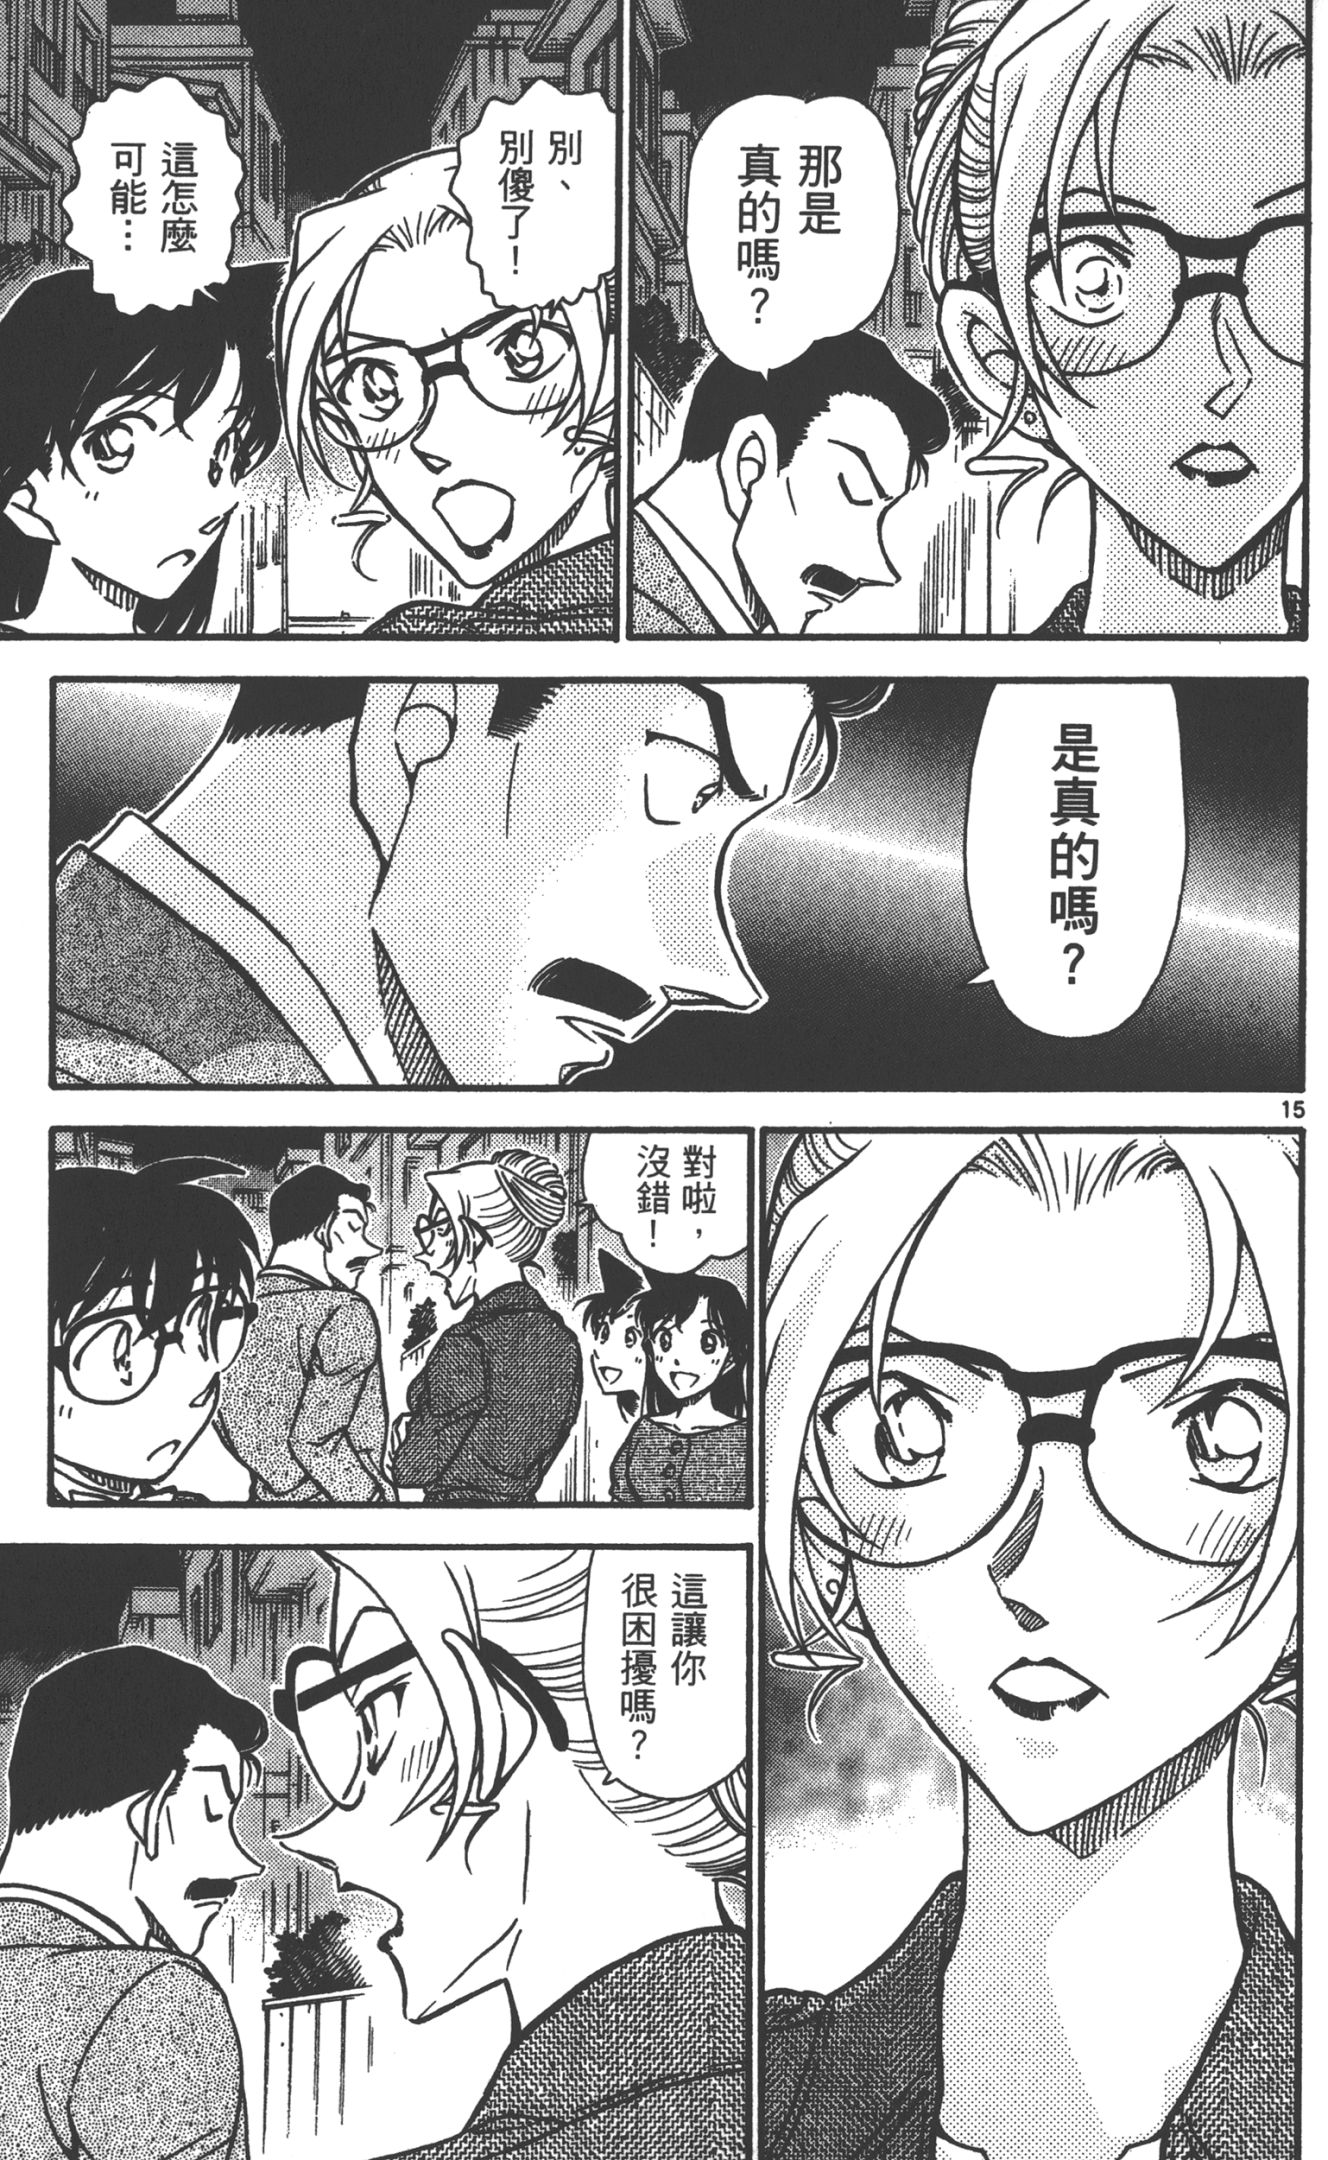 那是
真的嗎？
別、
別傻了！
這怎麼
可能…
是真的嗎？
15
對啦，
沒錯！
這讓你
很困擾嗎？